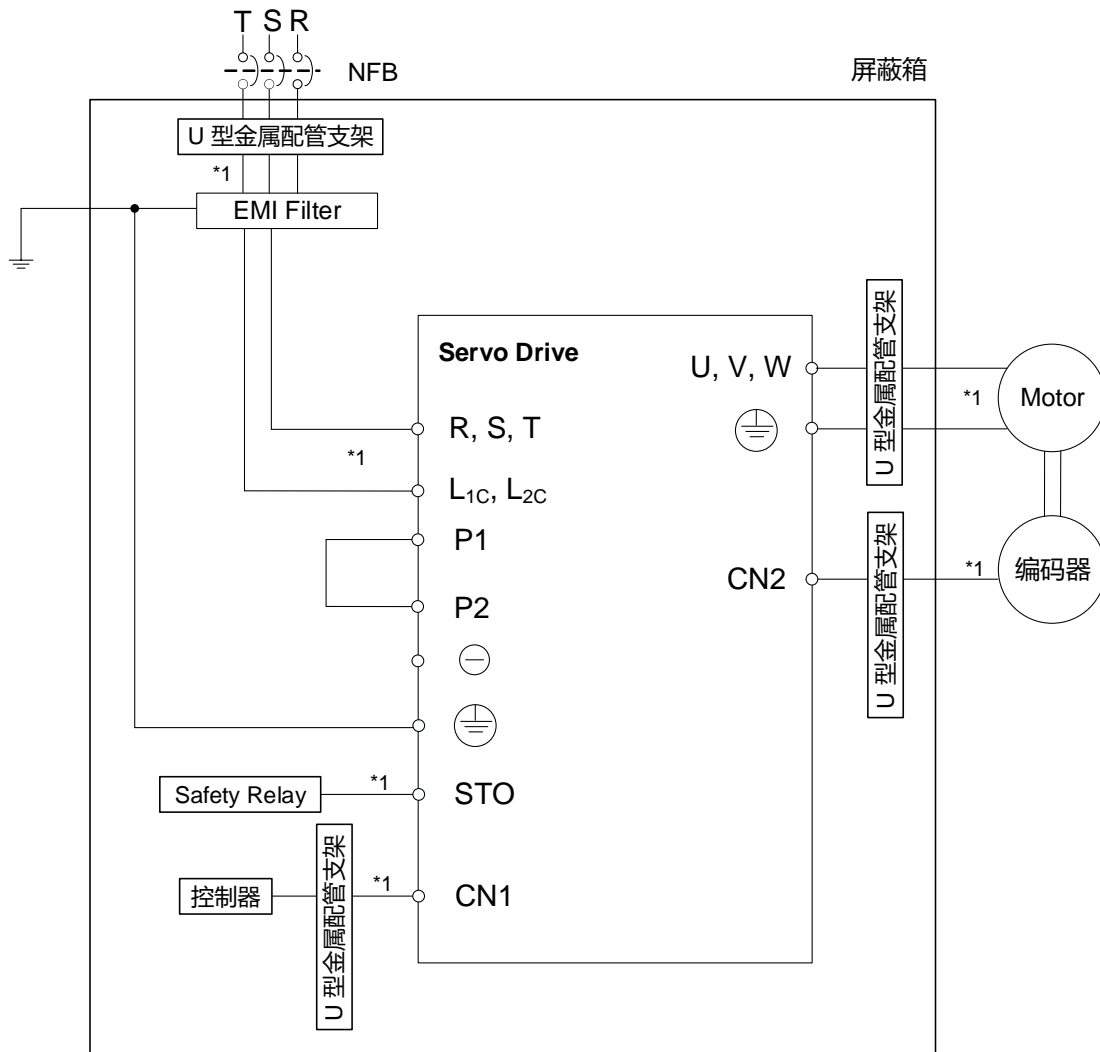 T S R
NFB
屏蔽箱
U 型金属配管支架
*1
EMI Filter
Servo Drive
U, V, W
U 型金属配管支架
*1
Motor
R, S, T
*1
L1C, L2C
P1
P2
CN2
U 型金属配管支架
*1
编码器
Safety Relay
*1
STO
控制器
U 型金属配管支架
*1
CN1